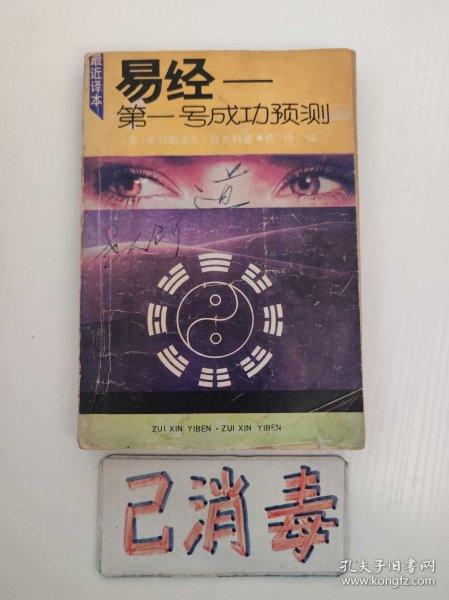 最近译本
易经—
第一号成功预测
道
ZUI XIN YIBEN · ZUI XIN YIBEN
已消毒
孔夫子旧书网
www.kongfz.com